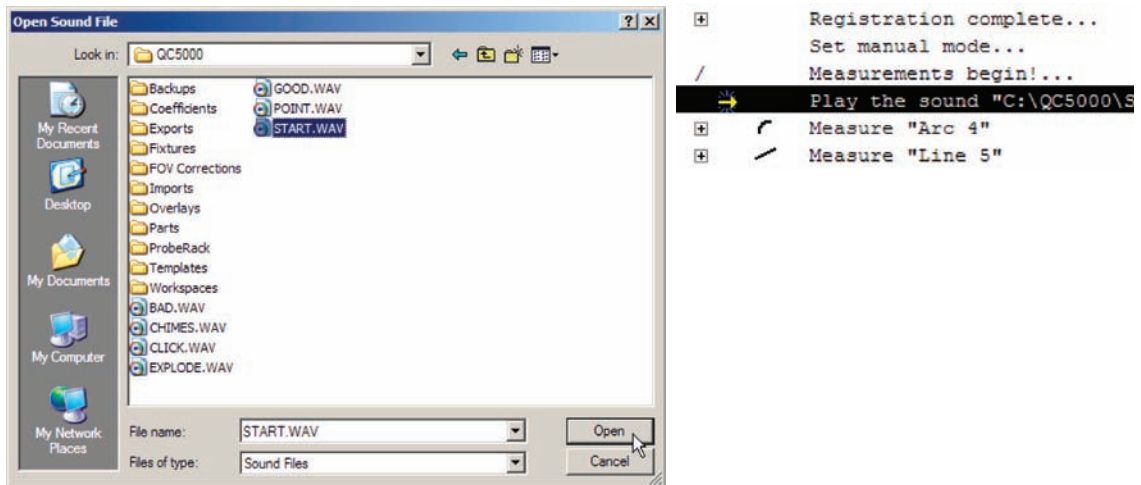 Open Sound File
Look in: QC5000
My Recent Documents
Desktop
My Documents
My Computer
My Network Places
Backups
Coefficients
Exports
Fixtures
FOV Corrections
Imports
Overlays
Parts
ProbeRack
Templates
Workspaces
BAD.WAV
CHIMES.WAV
CLICK.WAV
EXPLODE.WAV
GOOD.WAV
POINT.WAV
START.WAV
File name: START.WAV
Open
Files of type: Sound Files
Cancel
Registration complete...
Set manual mode...
/ Measurements begin!...
Play the sound "C:\QC5000\S
Measure "Arc 4"
Measure "Line 5"